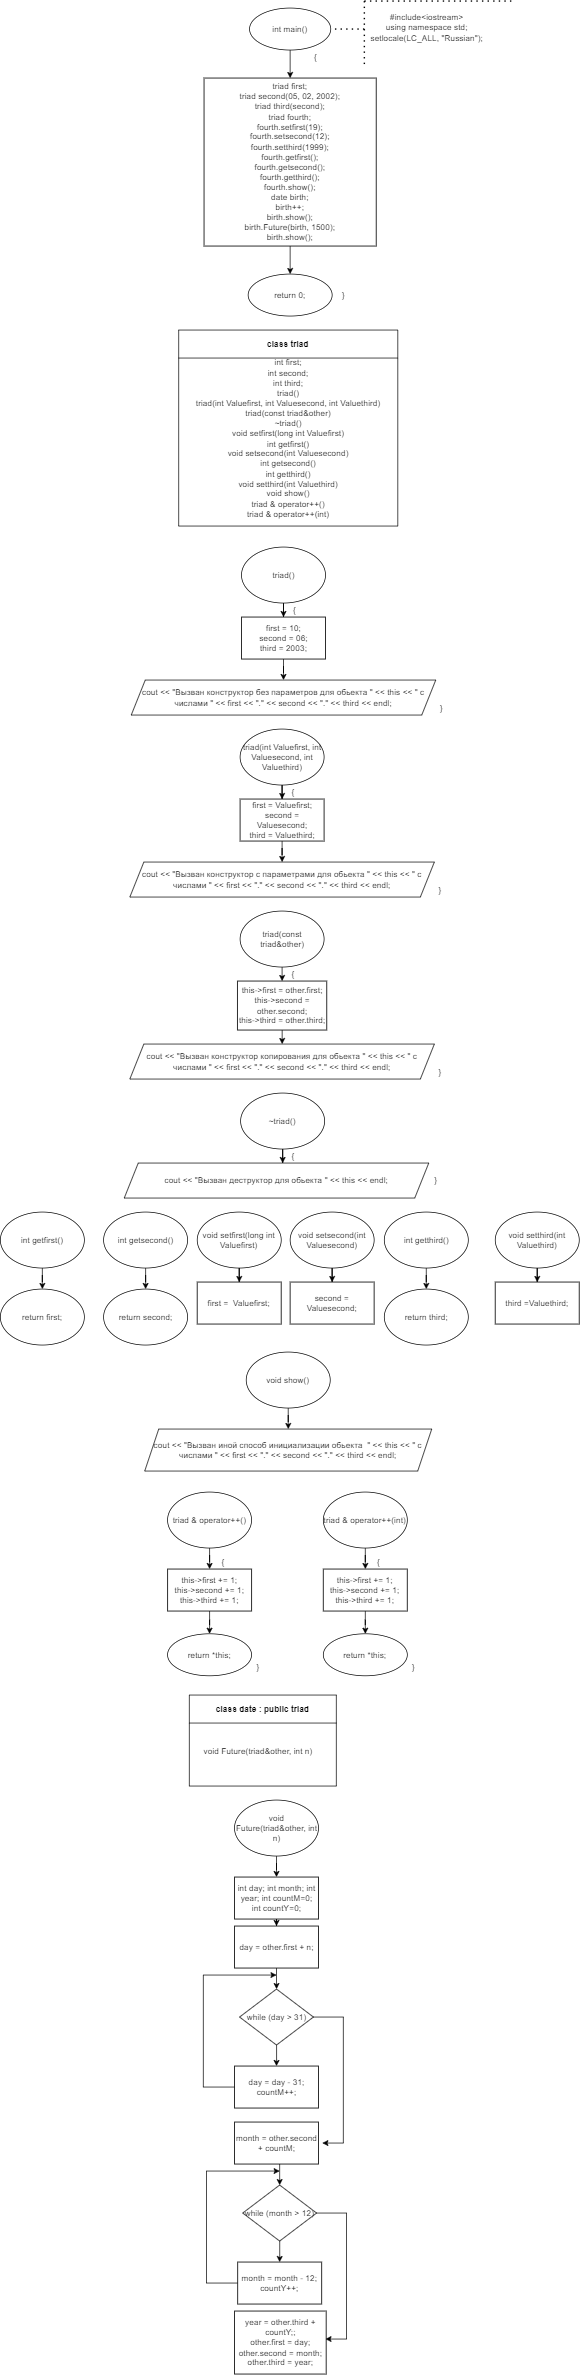 int main()
#include<iostream>
using namespace std;
setlocale(LC_ALL, "Russian");
{
triad first;
triad second(05, 02, 2002);
triad third(second);
triad fourth;
fourth.setfirst(19);
fourth.setsecond(12);
fourth.setthird(1999);
fourth.getfirst();
fourth.getsecond();
fourth.getthird();
fourth.show();
date birth;
birth++;
birth.show();
birth.Future(birth, 1500);
birth.show();
return 0;
}
class triad
int first;
int second;
int third;
triad()
triad(int Valuefirst, int Valuesecond, int Valuethird)
triad(const triad&other)
~triad()
void setfirst(long int Valuefirst)
int getfirst()
void setsecond(int Valuesecond)
int getsecond()
int getthird()
void setthird(int Valuethird)
void show()
triad & operator++()
triad & operator++(int)
triad()
{
first = 10;
second = 06;
third = 2003;
cout << "Вызван конструктор без параметров для обьекта " << this << " с
числами " << first << "." << second << "." << third << endl;
}
triad(int Valuefirst, int
Valuesecond, int
Valuethird)
{
first = Valuefirst;
second =
Valuesecond;
third = Valuethird;
cout << "Вызван конструктор с параметрами для обьекта " << this << " с
числами " << first << "." << second << "." << third << endl;
}
triad(const
triad&other)
{
this->first = other.first;
this->second =
other.second;
this->third = other.third;
cout << "Вызван конструктор копирования для обьекта " << this << " с
числами " << first << "." << second << "." << third << endl;
}
~triad()
{
cout << "Вызван деструктор для обьекта " << this << endl;
}
int getfirst()
return first;
int getsecond()
return second;
void setfirst(long int
Valuefirst)
first =  Valuefirst;
void setsecond(int
Valuesecond)
second =
Valuesecond;
int getthird()
return third;
void setthird(int
Valuethird)
third =Valuethird;
void show()
cout << "Вызван иной способ инициализации обьекта  " << this << " с
числами " << first << "." << second << "." << third << endl;
triad & operator++()
{
this->first += 1;
this->second += 1;
this->third += 1;
return *this;
}
triad & operator++(int)
{
this->first += 1;
this->second += 1;
this->third += 1;
return *this;
}
class date : public triad
void Future(triad&other, int n)
void
Future(triad&other, int
n)
int day; int month; int
year; int countM=0;
int countY=0;
day = other.first + n;
while (day > 31)
day = day - 31;
countM++;
month = other.second
+ countM;
while (month > 12)
month = month - 12;
countY++;
year = other.third +
countY;;
other.first = day;
other.second = month;
other.third = year;